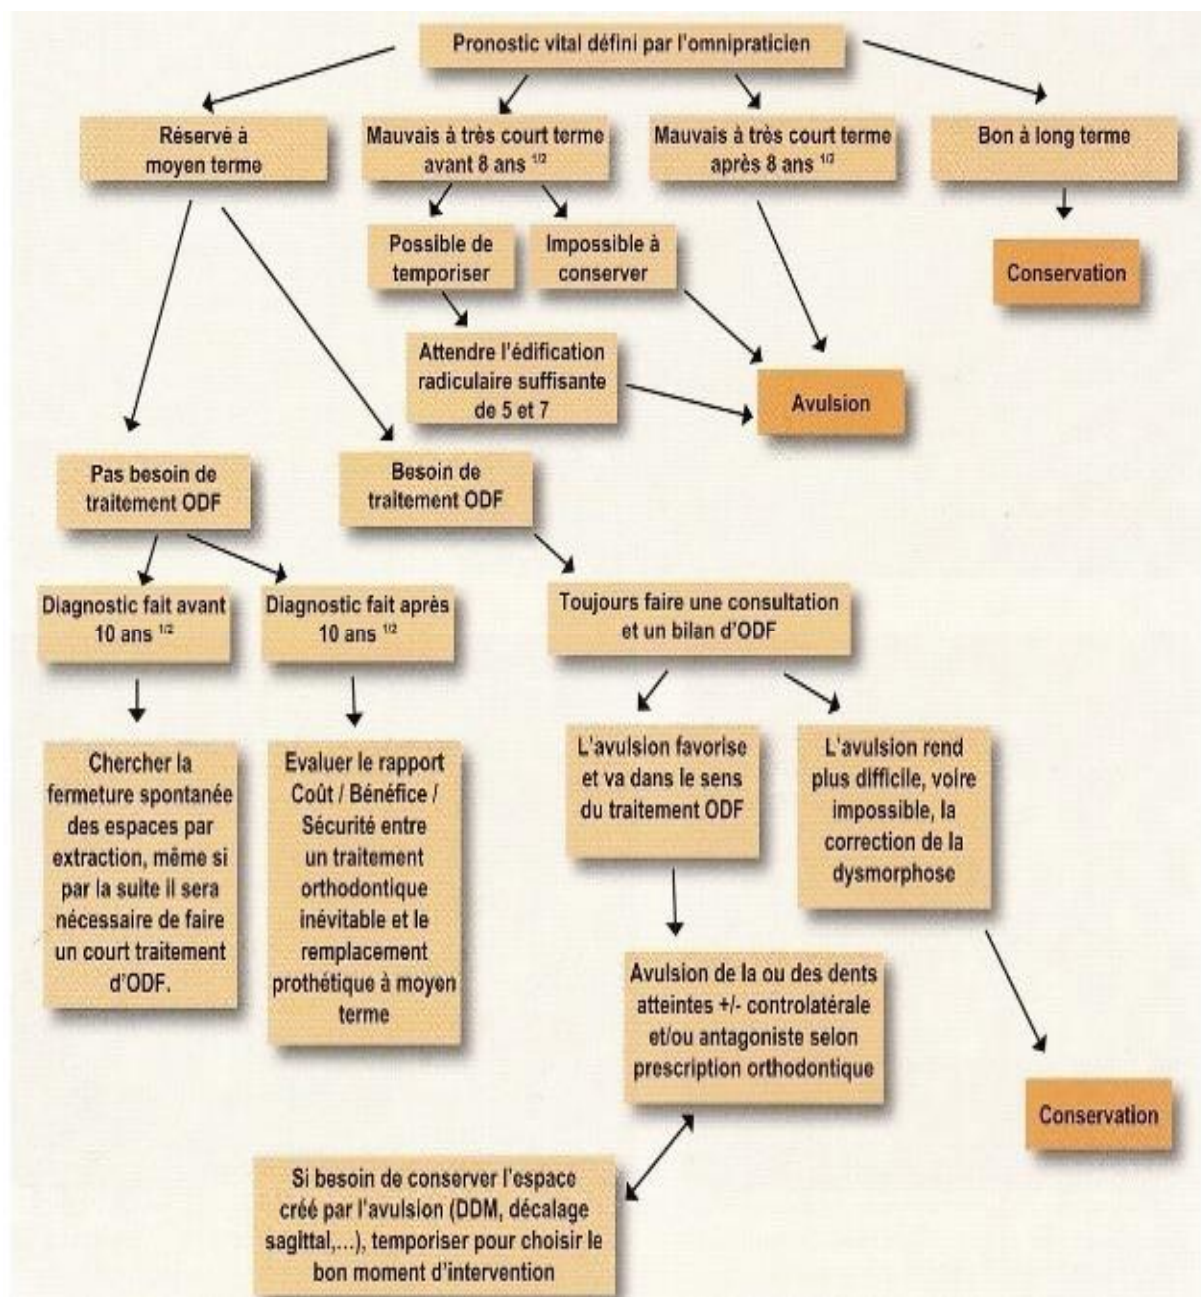 Pronostic vital défini par l'omnipraticien
Réservé à
moyen terme
Mauvais à très court terme
avant 8 ans 1/2
Mauvais à très court terme
après 8 ans 1/2
Bon à long terme
Possible de
temporiser
Impossible à
conserver
Conservation
Attendre l'édification
radiculaire suffisante
de 5 et 7
Avulsion
Pas besoin de
traitement ODF
Besoin de
traitement ODF
Diagnostic fait avant
10 ans 1/2
Diagnostic fait après
10 ans 1/2
Toujours faire une consultation
et un bilan d'ODF
Chercher la
fermeture spontanée
des espaces par
extraction, même si
par la suite il sera
nécessaire de faire
un court traitement
d'ODF.
Evaluer le rapport
Coût / Bénéfice /
Sécurité entre
un traitement
orthodontique
inévitable et le
remplacement
prothétique à moyen
terme
L'avulsion favorise
et va dans le sens
du traitement ODF
L'avulsion rend
plus difficile, voire
impossible, la
correction de la
dysmorphose
Avulsion de la ou des dents
atteintes +/- controlatérale
et/ou antagoniste selon
prescription orthodontique
Conservation
Si besoin de conserver l'espace
créé par l'avulsion (DDM, décalage
sagittal,...), temporiser pour choisir le
bon moment d'intervention